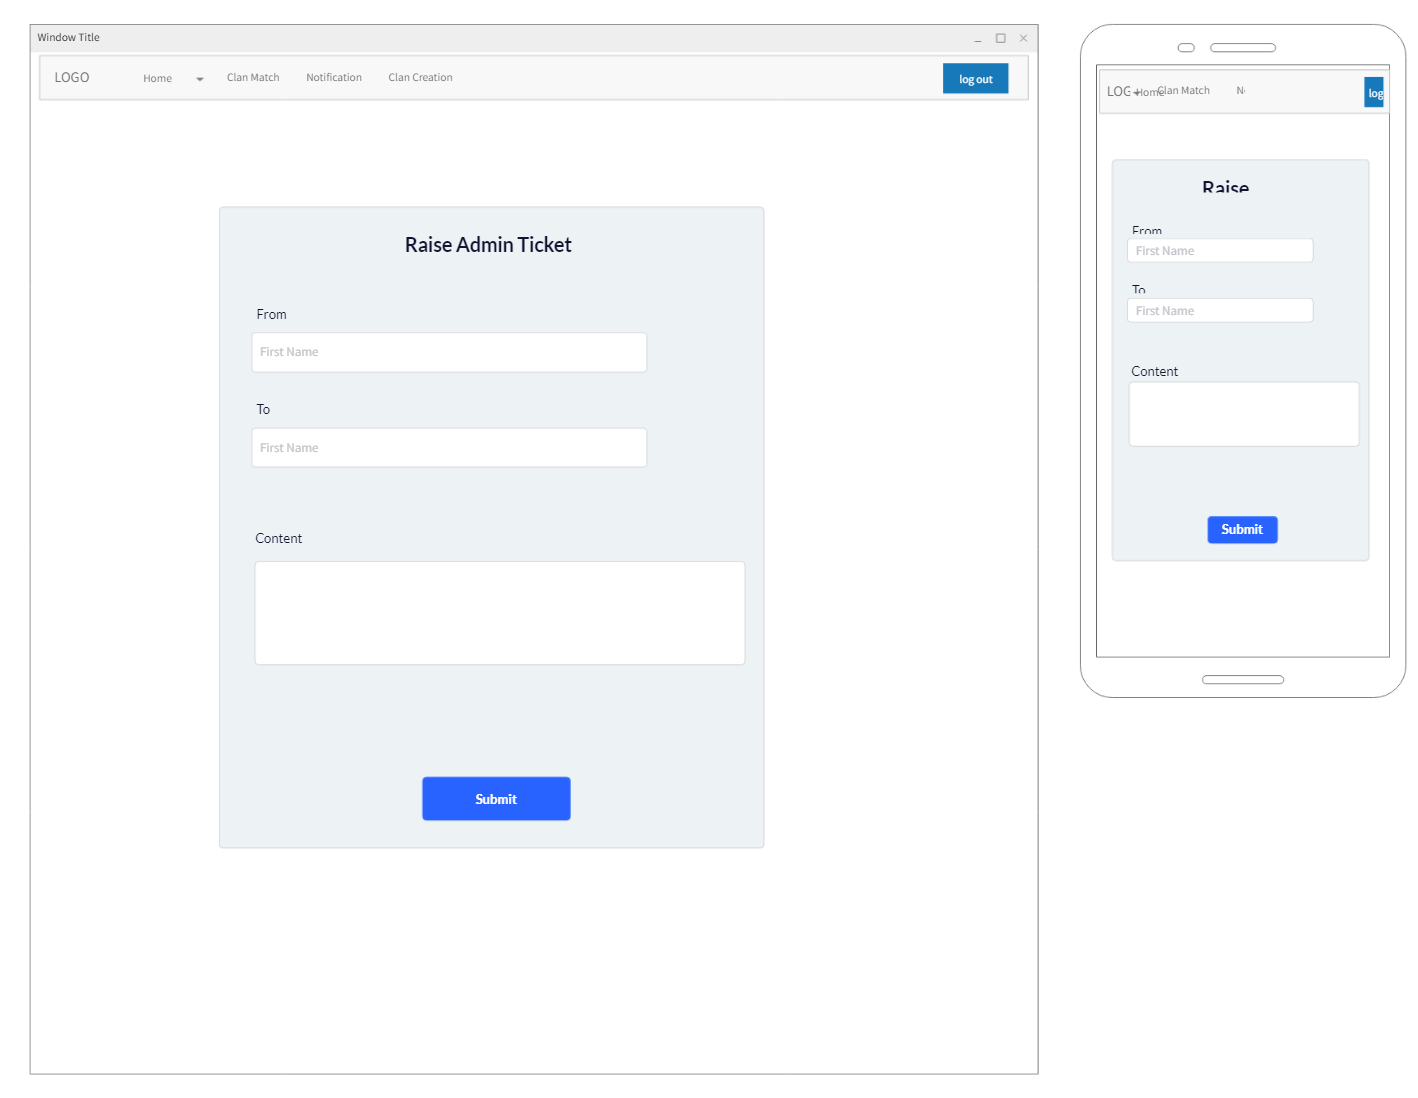 Window Title
LOGO Home Clan Match Notification Clan Creation log out
Raise Admin Ticket
From
First Name
To
First Name
Content
Submit
LOG Home Clan Match log
Raise
From
First Name
To
First Name
Content
Submit